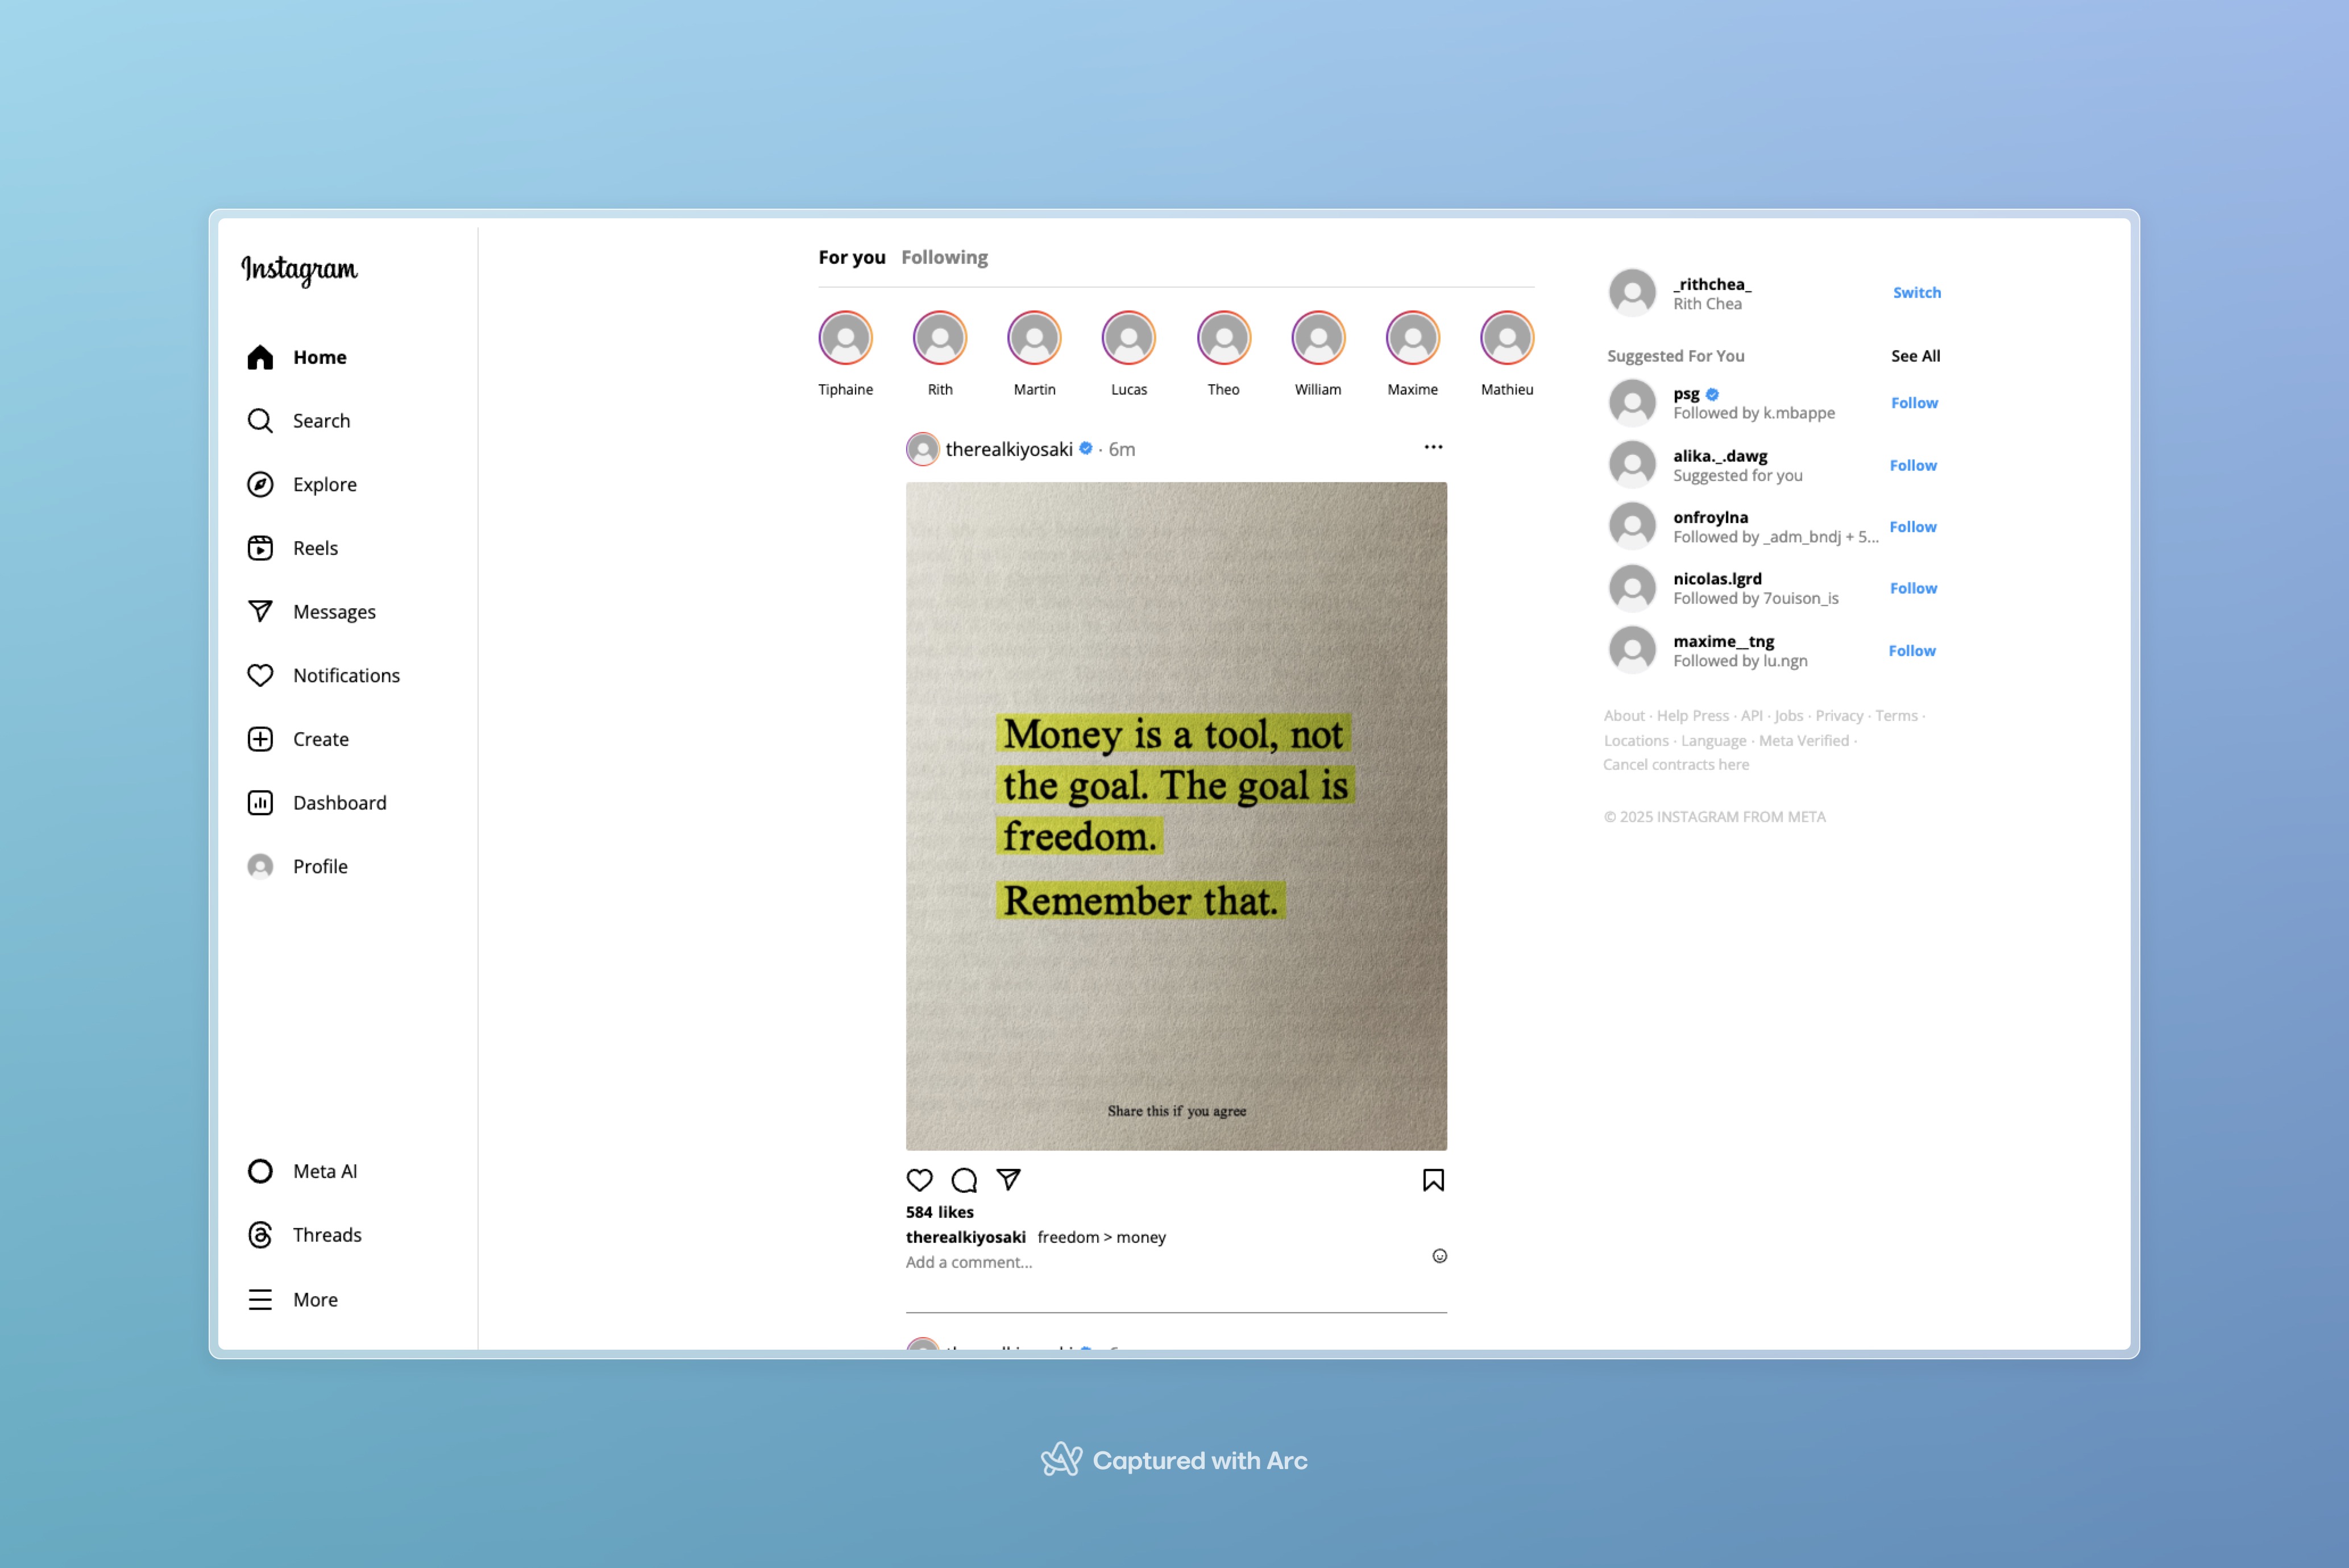 Instagram
Home
Search
Explore
Reels
Messages
Notifications
Create
Dashboard
Profile
Meta AI
Threads
More
For you Following
Tiphaine Rith Martin Lucas Theo William Maxime Mathieu
therealkiyosaki · 6m
Money is a tool, not
the goal. The goal is
freedom.
Remember that.
Share this if you agree
584 likes
therealkiyosaki freedom > money
Add a comment...
_rithchea_
Rith Chea
Switch
Suggested For You See All
psg
Followed by k.mbappe
Follow
alika._.dawg
Suggested for you
Follow
onfroylna
Followed by _adm_bndj + 5...
Follow
nicolas.lgrd
Followed by 7ouison_is
Follow
maxime__tng
Followed by lu.ngn
Follow
About · Help Press · API · Jobs · Privacy · Terms ·
Locations · Language · Meta Verified ·
Cancel contracts here
© 2025 INSTAGRAM FROM META
Captured with Arc